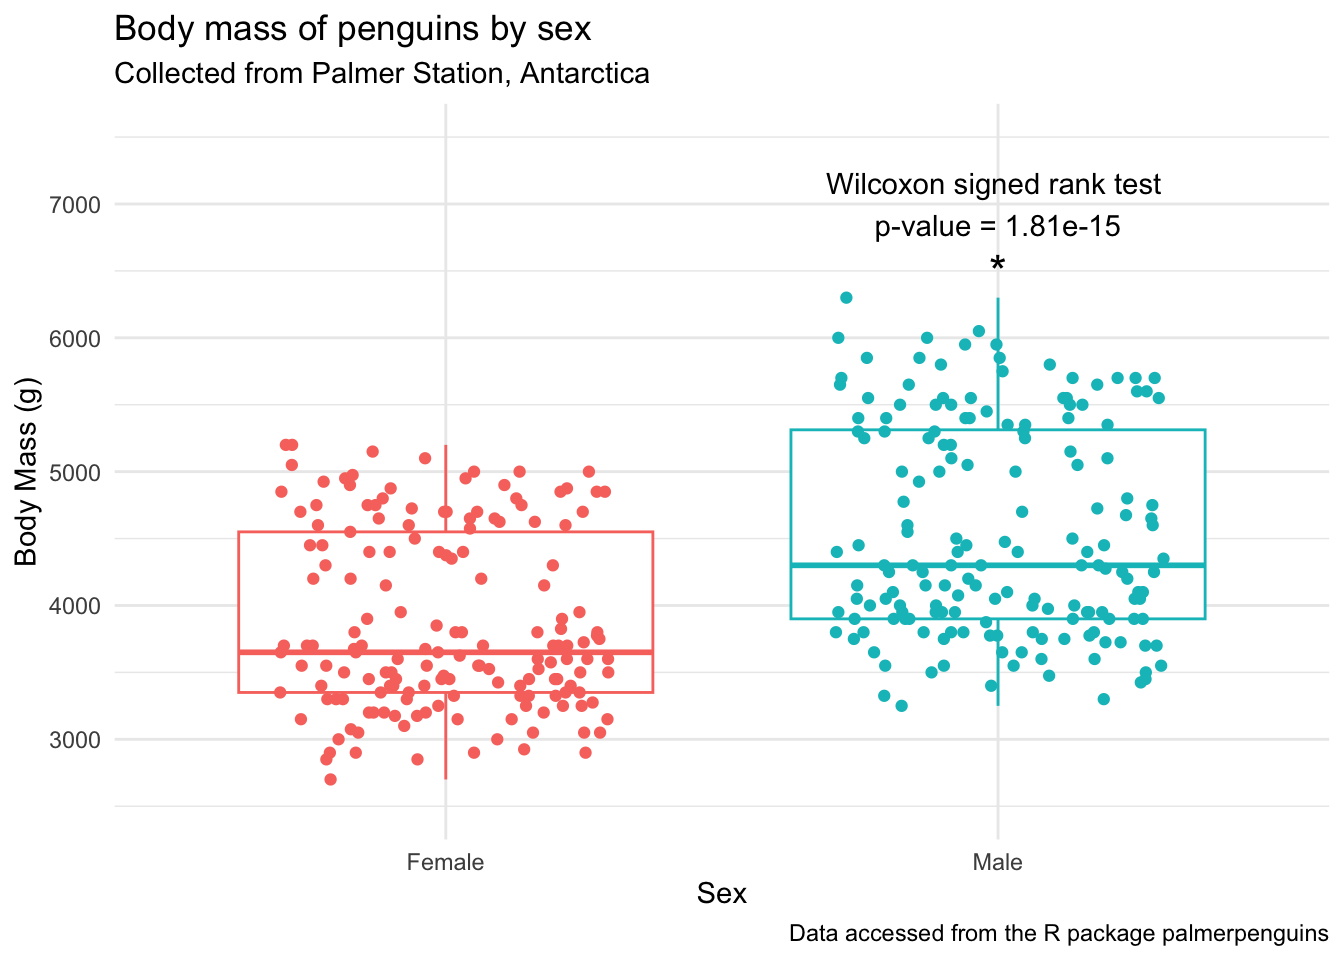 Body mass of penguins by sex
Collected from Palmer Station, Antarctica
Wilcoxon signed rank test
p-value = 1.81e-15
*
7000
6000
5000
4000
3000
Body Mass (g)
Female
Male
Sex
Data accessed from the R package palmerpenguins